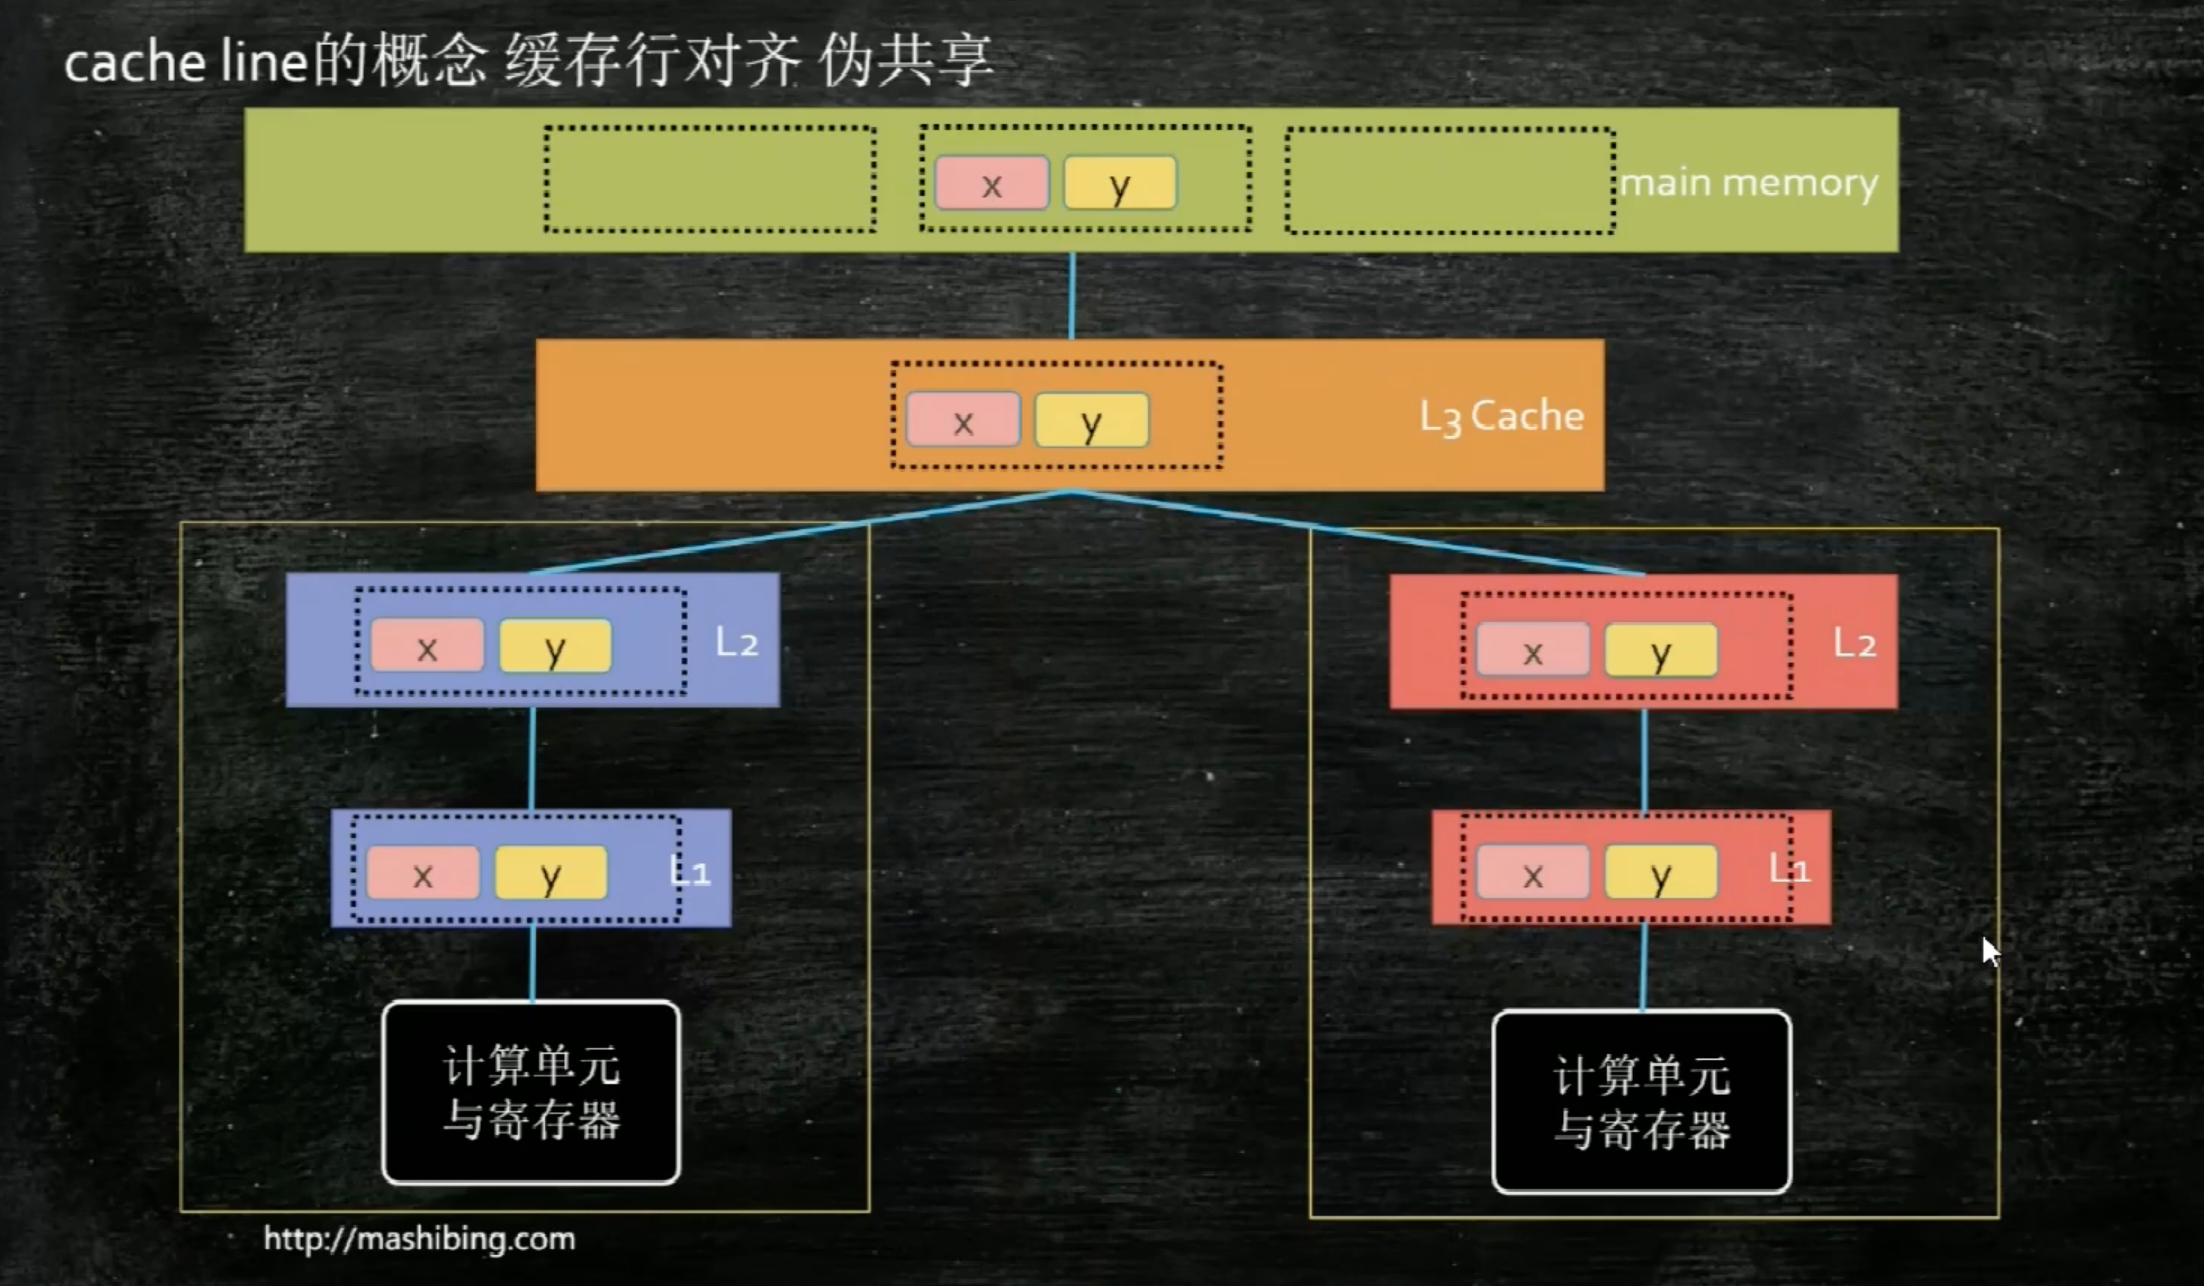 cache line的概念 缓存行对齐 伪共享
x y
main memory
x y
L3 Cache
x y
L2
x y
L2
x y
L1
x y
L1
计算单元
与寄存器
计算单元
与寄存器
http://mashibing.com